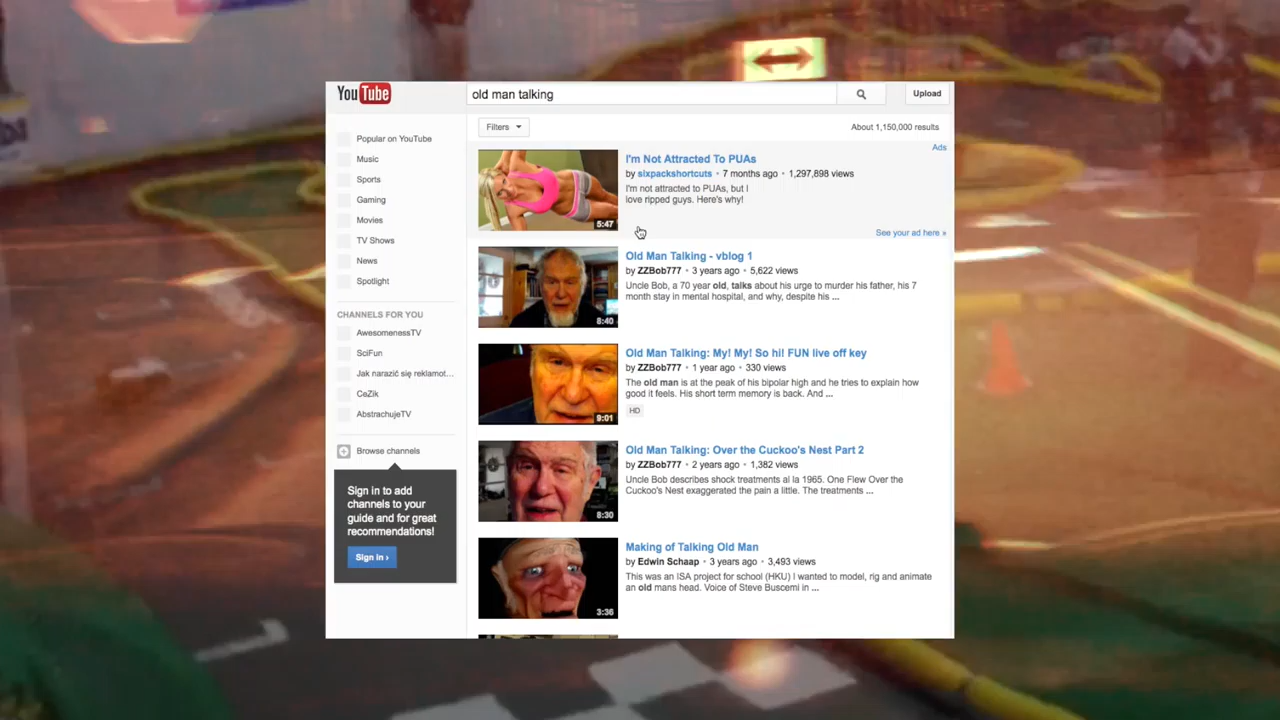 YouTube
old man talking
Upload
Filters
About 1,150,000 results
Popular on YouTube
Music
Sports
Gaming
Movies
TV Shows
News
Spotlight
CHANNELS FOR YOU
AwesomenessTV
SciFun
Jak narazić się reklamot...
CeZik
AbstrachujeTV
Browse channels
Sign in to add
channels to your
guide and for great
recommendations!
Sign in ›
Ads
I'm Not Attracted To PUAs
by sixpackshortcuts • 7 months ago • 1,297,898 views
I'm not attracted to PUAs, but I
love ripped guys. Here's why!
5:47
See your ad here »
Old Man Talking - vblog 1
by ZZBob777 • 3 years ago • 5,622 views
Uncle Bob, a 70 year old, talks about his urge to murder his father, his 7
month stay in mental hospital, and why, despite his ...
8:40
Old Man Talking: My! My! So hi! FUN live off key
by ZZBob777 • 1 year ago • 330 views
The old man is at the peak of his bipolar high and he tries to explain how
good it feels. His short term memory is back. And ...
HD
9:01
Old Man Talking: Over the Cuckoo's Nest Part 2
by ZZBob777 • 2 years ago • 1,382 views
Uncle Bob describes shock treatments al la 1965. One Flew Over the
Cuckoo's Nest exaggerated the pain a little. The treatments ...
8:30
Making of Talking Old Man
by Edwin Schaap • 3 years ago • 3,493 views
This was an ISA project for school (HKU) I wanted to model, rig and animate
an old mans head. Voice of Steve Buscemi in ...
3:36